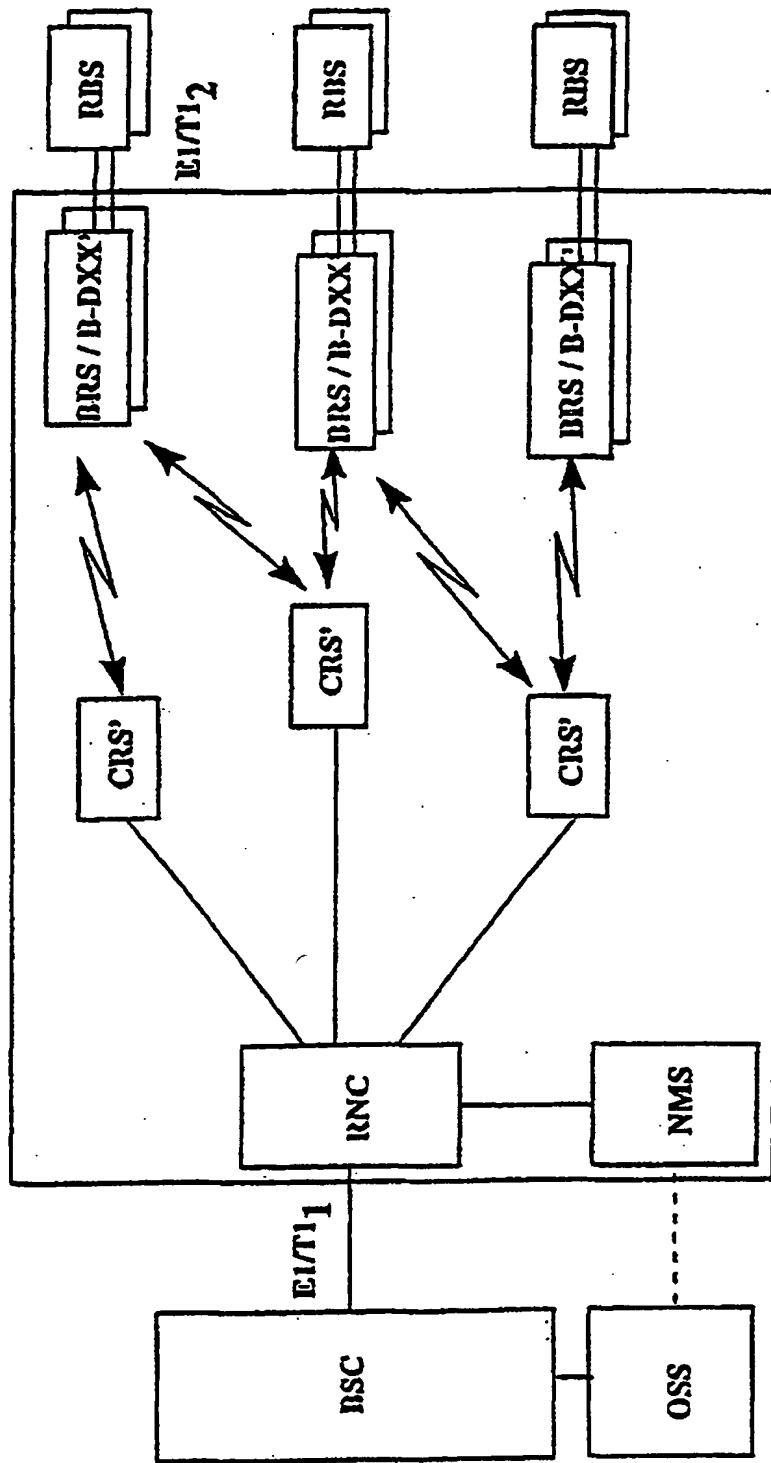 CRS'
BRS / B-DXX'
RBS
E1/T1₂
BSC
E1/T1₁
RNC
CRS'
BRS / B-DXX
RBS
CRS'
BRS / B-DXX'
RBS
OSS
NMS